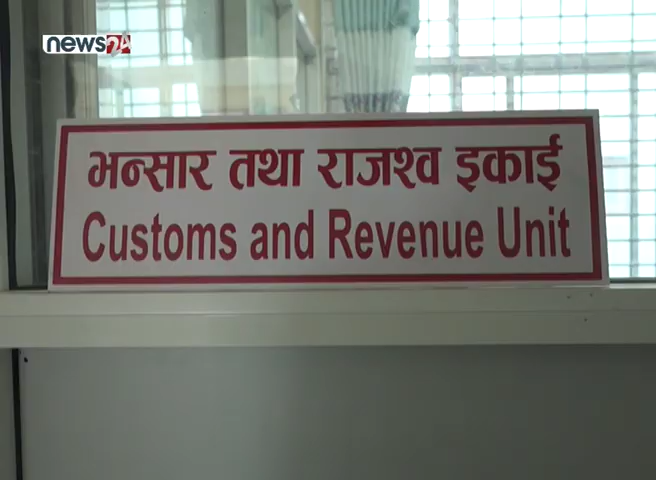 news24
भन्सार तथा राजश्व इकाई
Customs and Revenue Unit